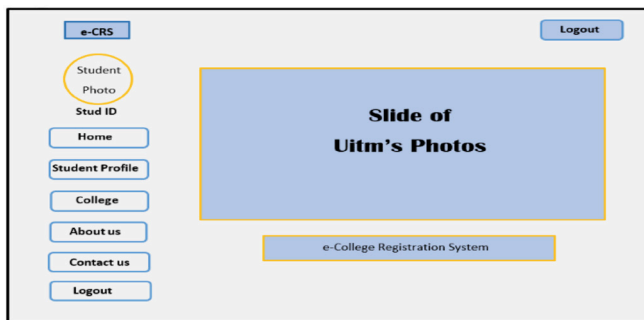 e-CRS
Logout
Student
Photo
Stud ID
Home
Student Profile
College
About us
Contact us
Logout
Slide of
Uitm's Photos
e-College Registration System